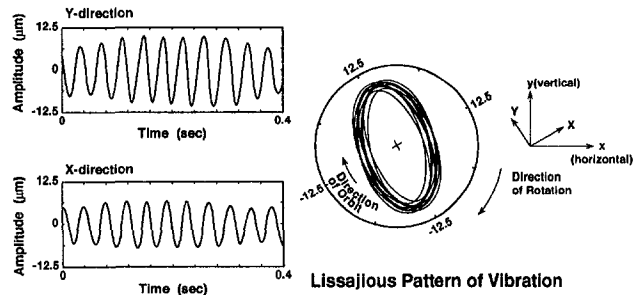 Y-direction
12.5
0
-12.5
Amplitude (μm)
0
0.4
Time (sec)
X-direction
12.5
0
-12.5
Amplitude (μm)
0
0.4
Time (sec)
12.5
12.5
-12.5
-12.5
Direction
of Orbit
y(vertical)
Y
X
x
(horizontal)
Direction
of Rotation
Lissajious Pattern of Vibration